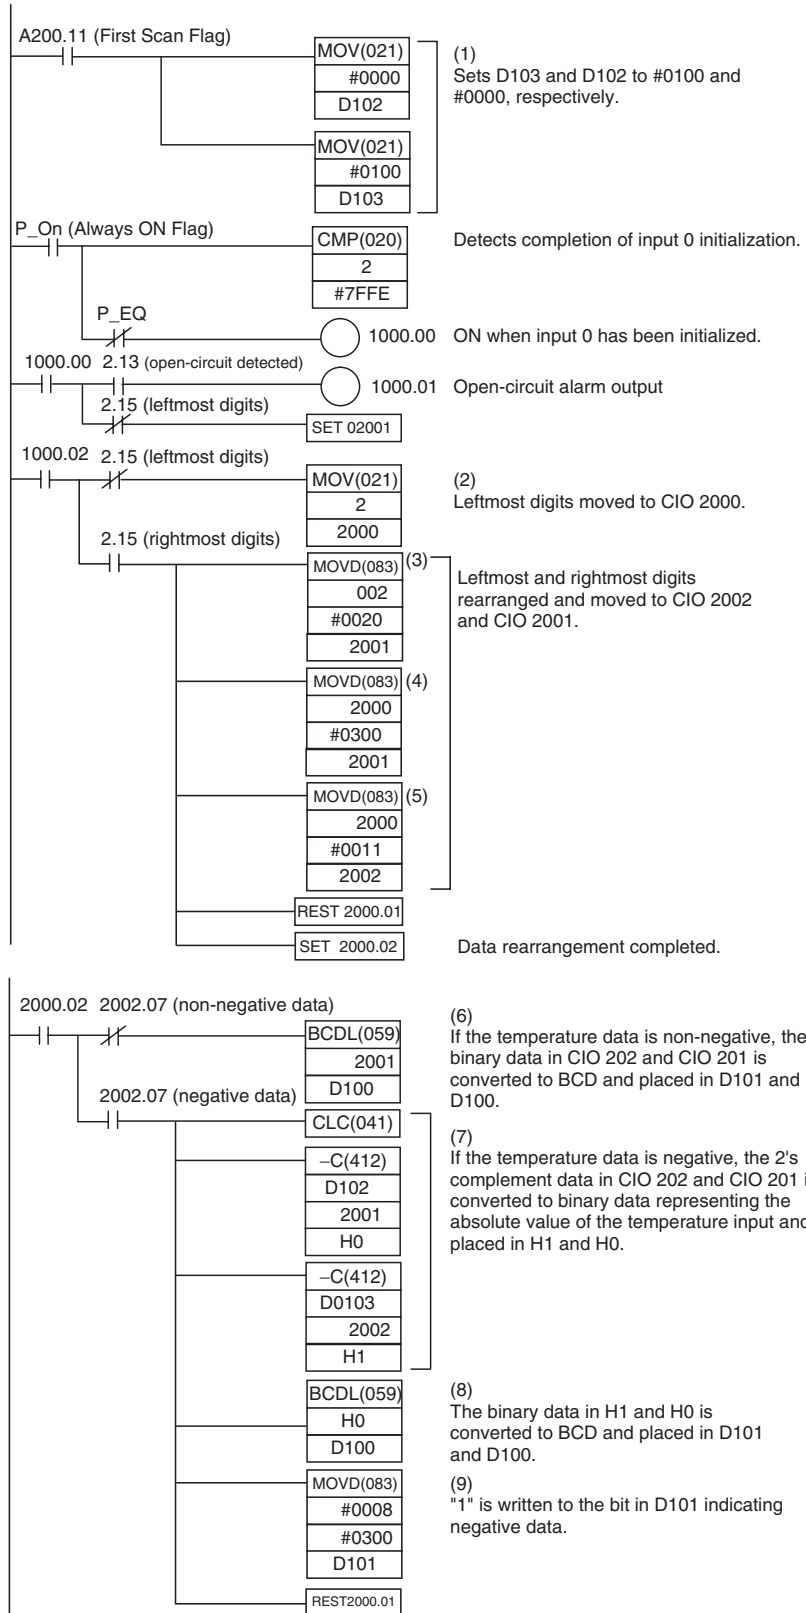 A200.11 (First Scan Flag)
MOV(021)
#0000
D102
(1)
Sets D103 and D102 to #0100 and
#0000, respectively.
MOV(021)
#0100
D103
P_On (Always ON Flag)
CMP(020)
2
#7FFE
Detects completion of input 0 initialization.
P_EQ
1000.00 ON when input 0 has been initialized.
1000.00 2.13 (open-circuit detected)
1000.01 Open-circuit alarm output
2.15 (leftmost digits)
SET 02001
1000.02 2.15 (leftmost digits)
MOV(021)
2
2000
(2)
Leftmost digits moved to CIO 2000.
2.15 (rightmost digits)
MOVD(083) (3)
002
#0020
2001
Leftmost and rightmost digits
rearranged and moved to CIO 2002
and CIO 2001.
MOVD(083) (4)
2000
#0300
2001
MOVD(083) (5)
2000
#0011
2002
REST 2000.01
SET 2000.02 Data rearrangement completed.
2000.02 2002.07 (non-negative data)
BCDL(059)
2001
D100
(6)
If the temperature data is non-negative, the
binary data in CIO 202 and CIO 201 is
converted to BCD and placed in D101 and
D100.
2002.07 (negative data)
CLC(041)
–C(412)
D102
2001
H0
(7)
If the temperature data is negative, the 2's
complement data in CIO 202 and CIO 201 i
converted to binary data representing the
absolute value of the temperature input and
placed in H1 and H0.
–C(412)
D0103
2002
H1
BCDL(059)
H0
D100
(8)
The binary data in H1 and H0 is
converted to BCD and placed in D101
and D100.
MOVD(083)
#0008
#0300
D101
(9)
"1" is written to the bit in D101 indicating
negative data.
REST2000.01